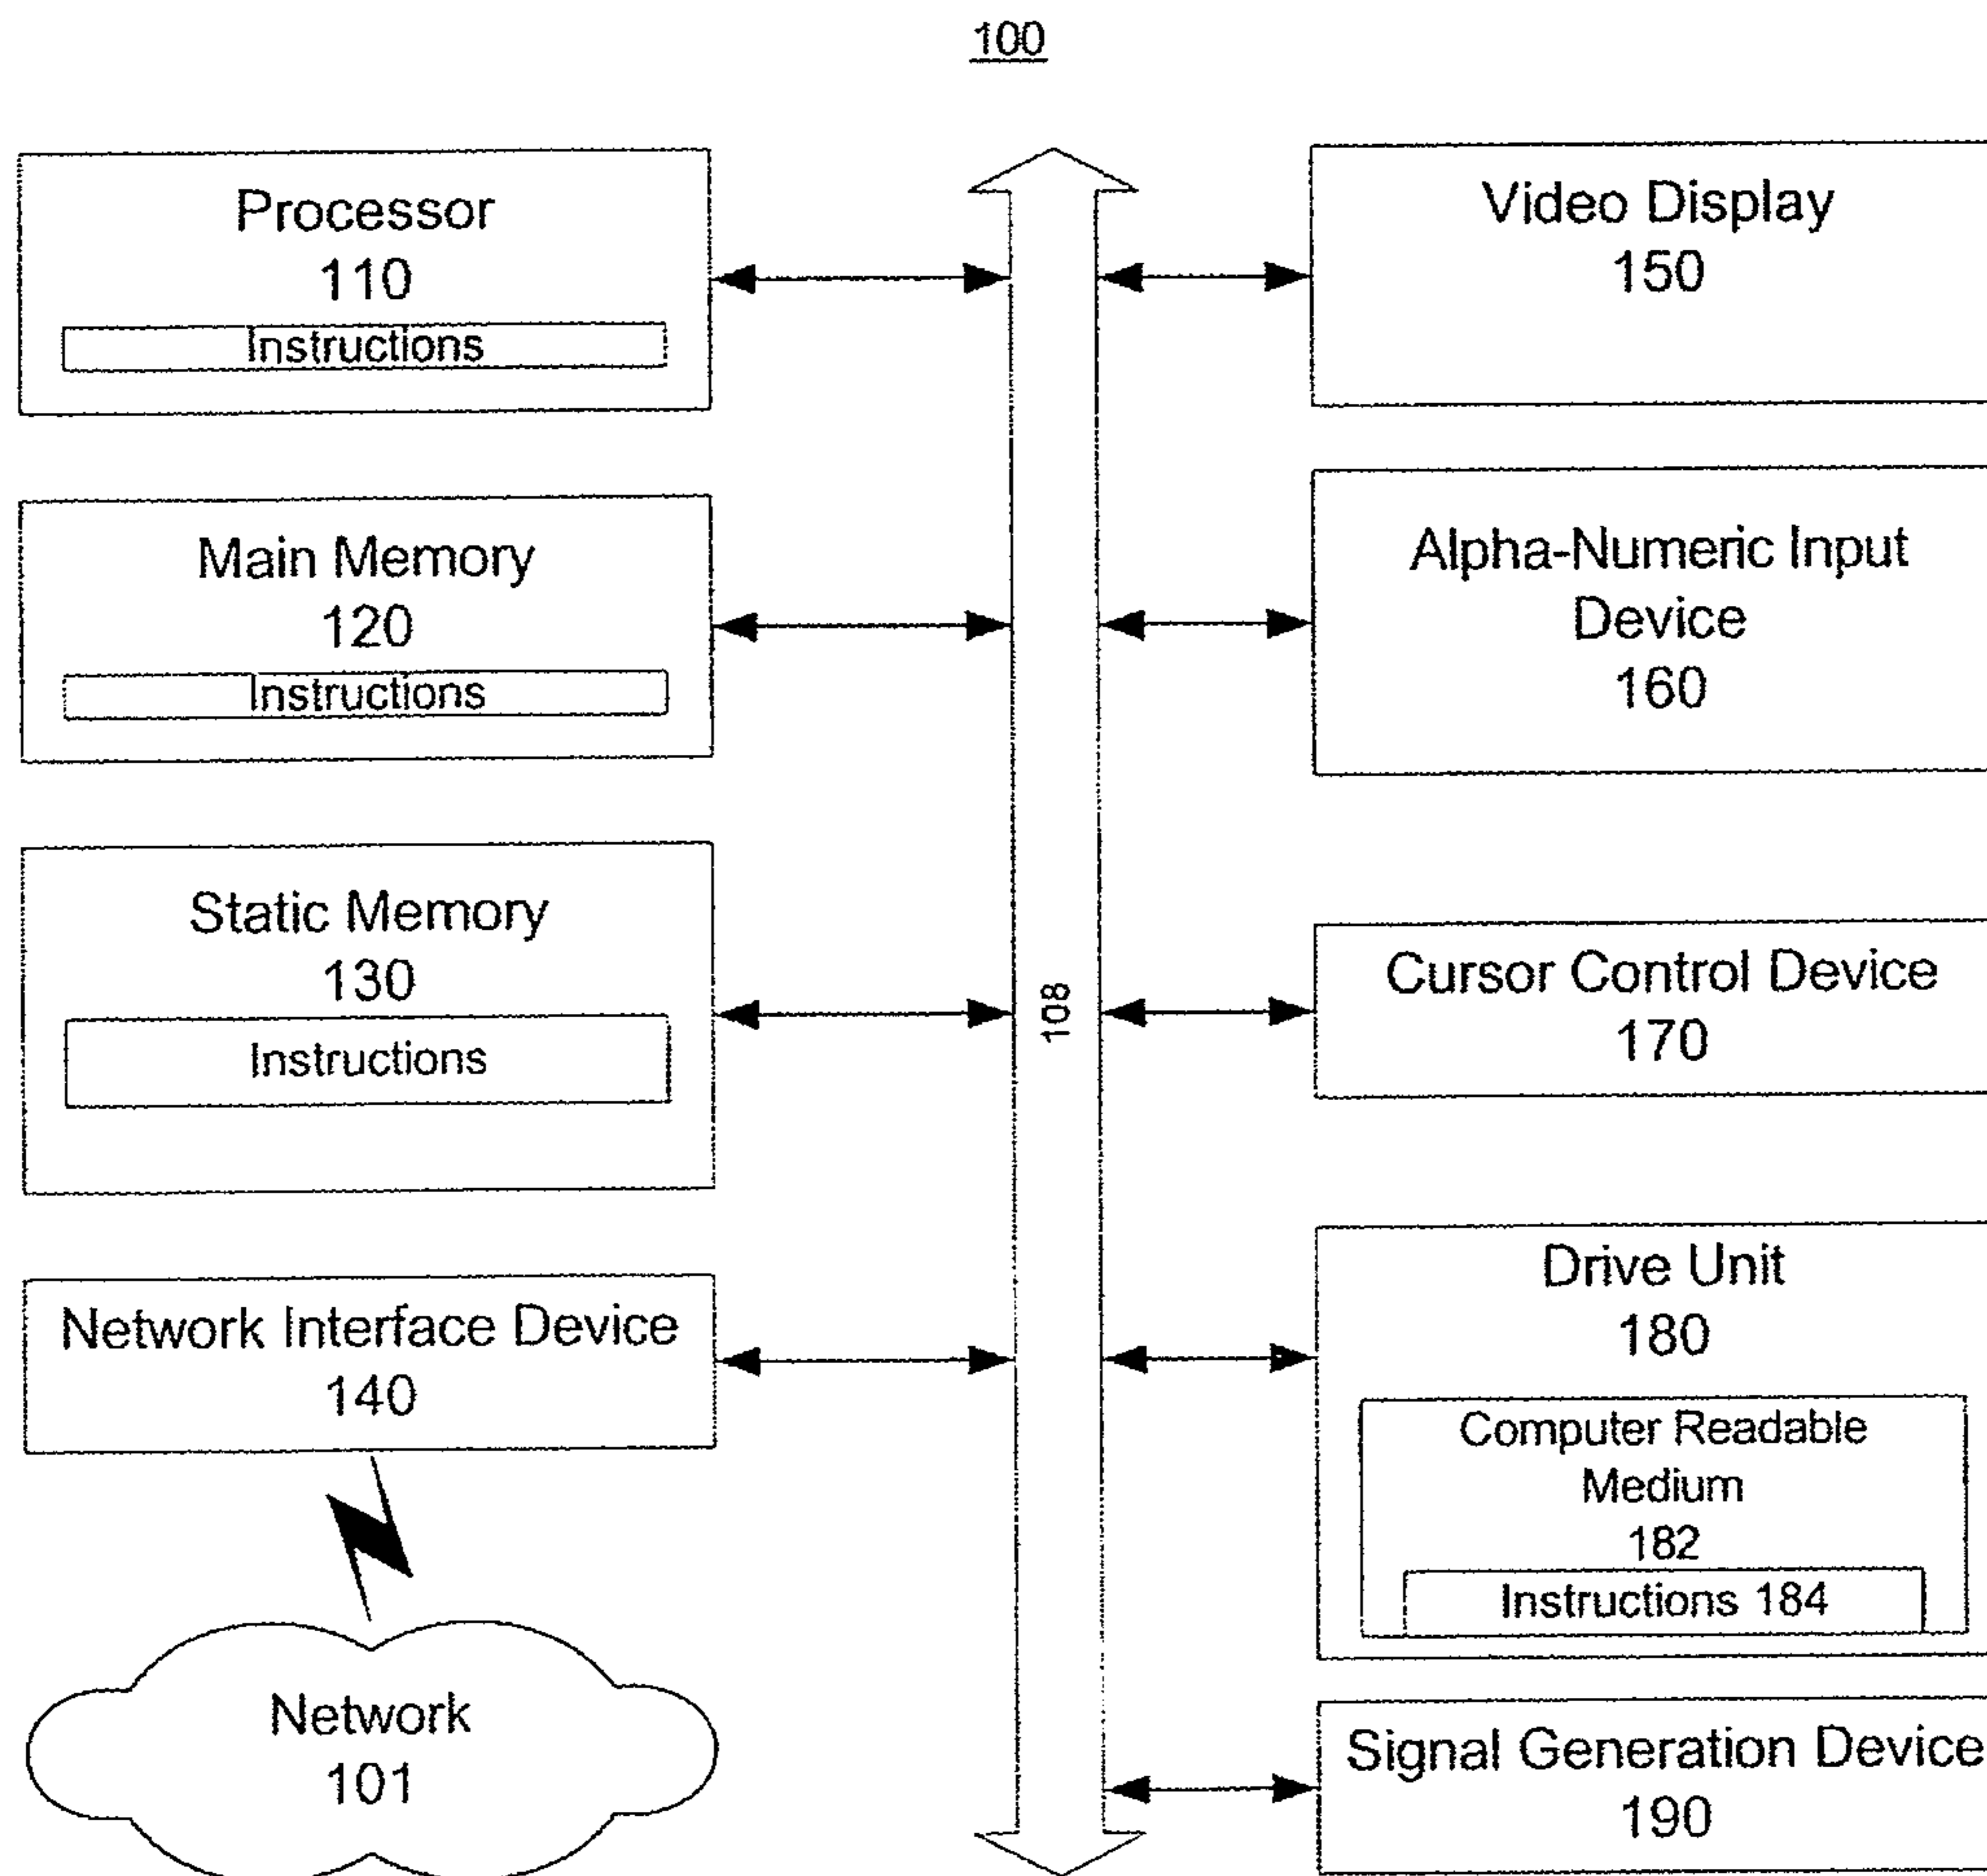 100
Processor
110
Instructions
Main Memory
120
Instructions
Static Memory
130
Instructions
Network Interface Device
140
Network
101
108
Video Display
150
Alpha-Numeric Input
Device
160
Cursor Control Device
170
Drive Unit
180
Computer Readable
Medium
182
Instructions 184
Signal Generation Device
190